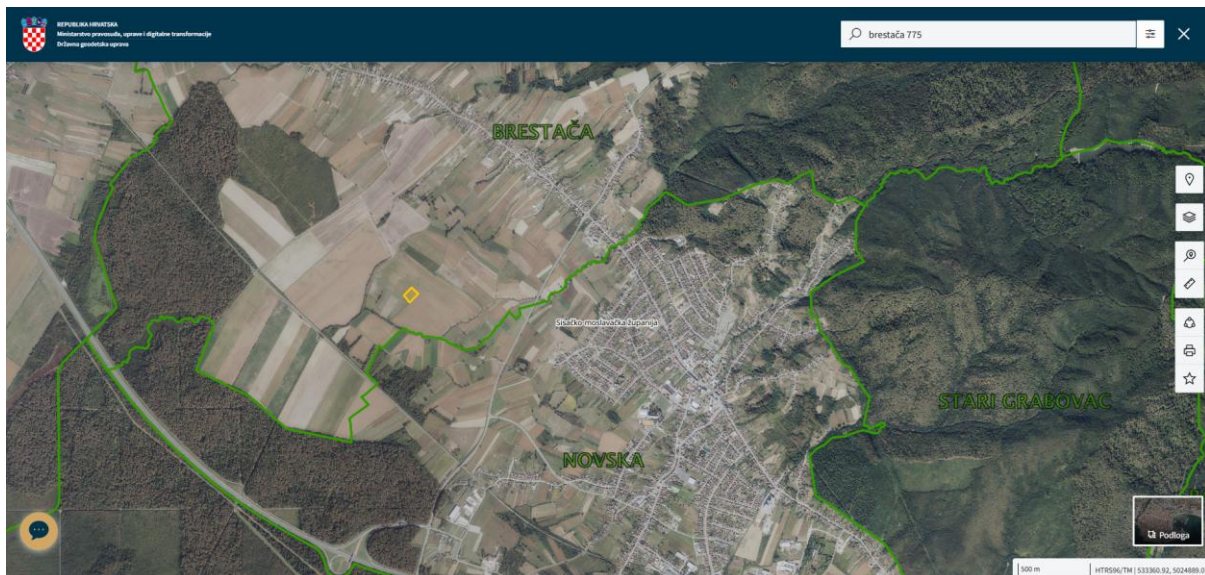 REPUBLIKA HRVATSKA
Ministarstvo pravosuđa, uprave i digitalne transformacije
Državna geodetska uprava
brestača 775
BRESTAČA
Sisačko-moslavačka županija
STARI GRABOVAC
NOVSKA
Podloga
500 m
HTRS96/TM | 533360.92, 5024889.0